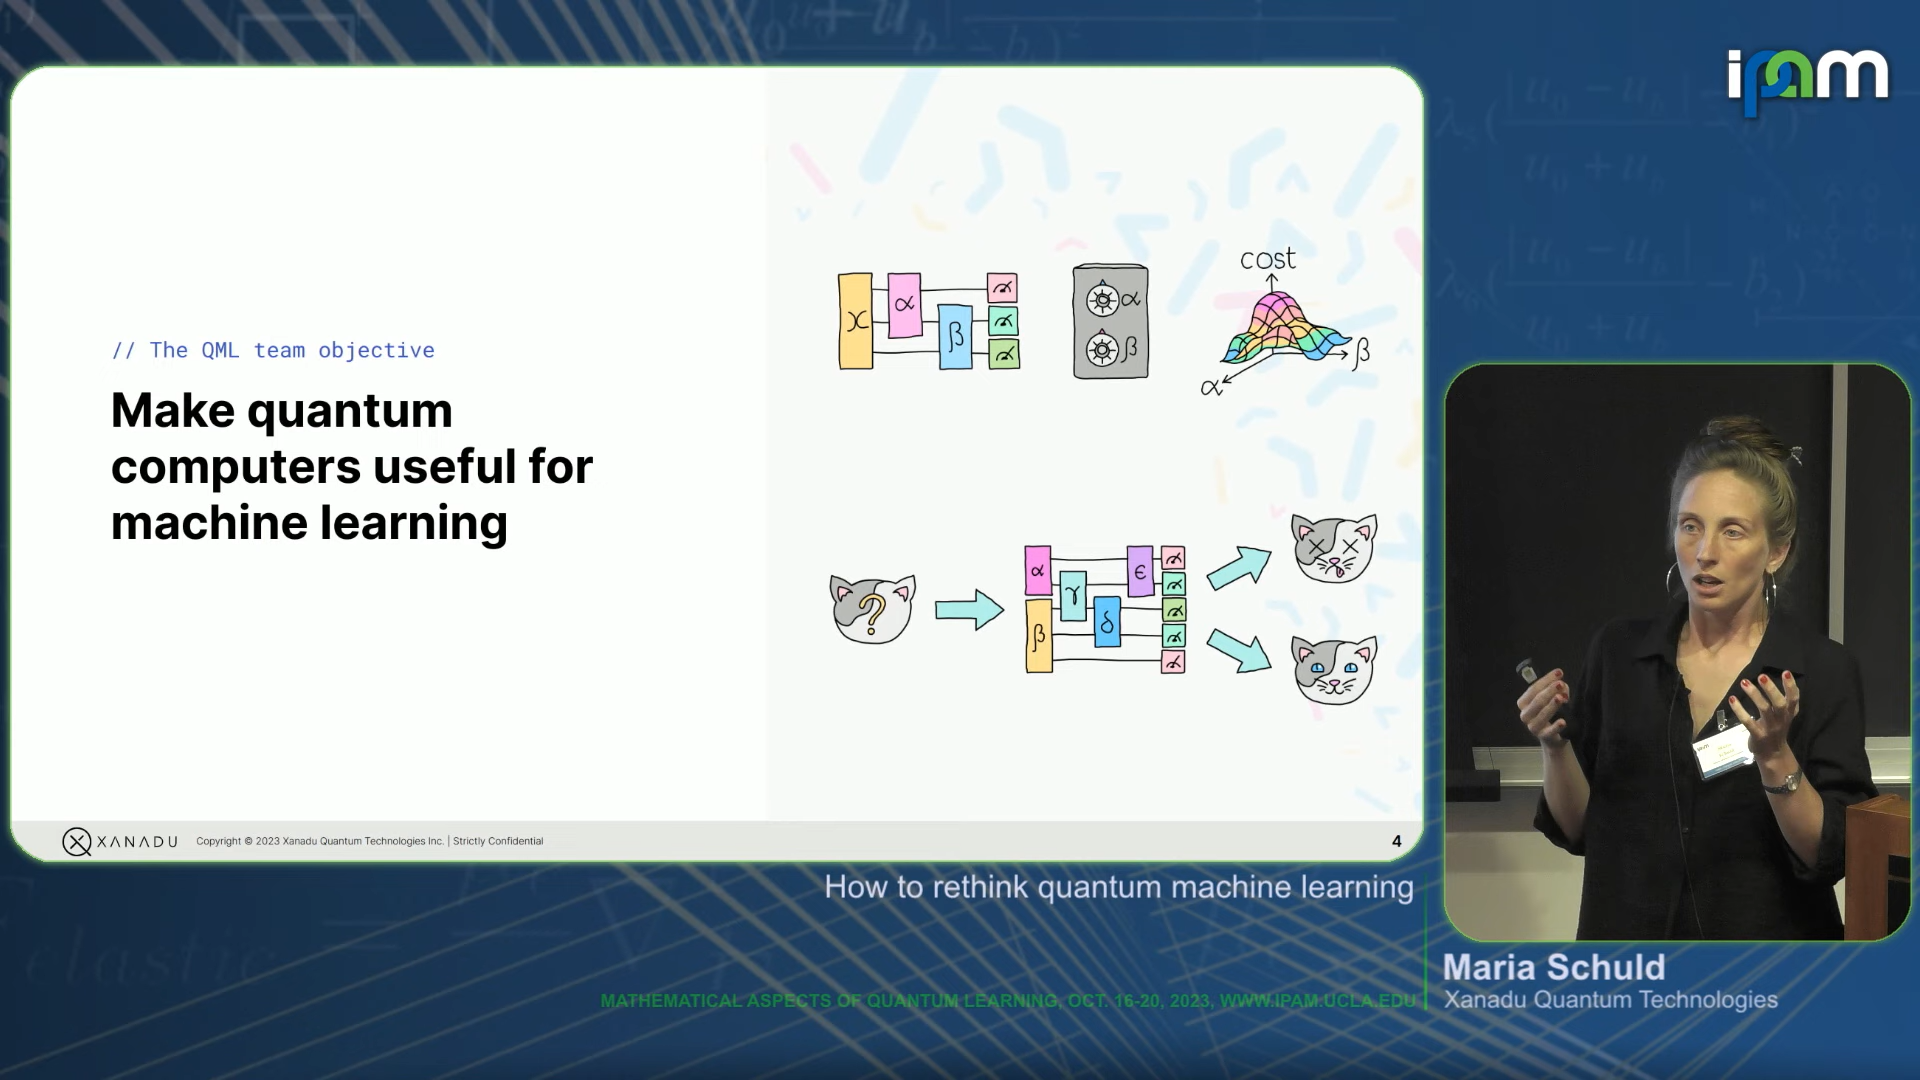 ipam
// The QML team objective
Make quantum
computers useful for
machine learning
x α β
α
β
cost
β
α
?
α
β
γ
δ
ϵ
XANADU
Copyright © 2023 Xanadu Quantum Technologies Inc. | Strictly Confidential
4
How to rethink quantum machine learning
Maria Schuld
Xanadu Quantum Technologies
MATHEMATICAL ASPECTS OF QUANTUM LEARNING, OCT. 16-20, 2023, WWW.IPAM.UCLA.EDU
elastic